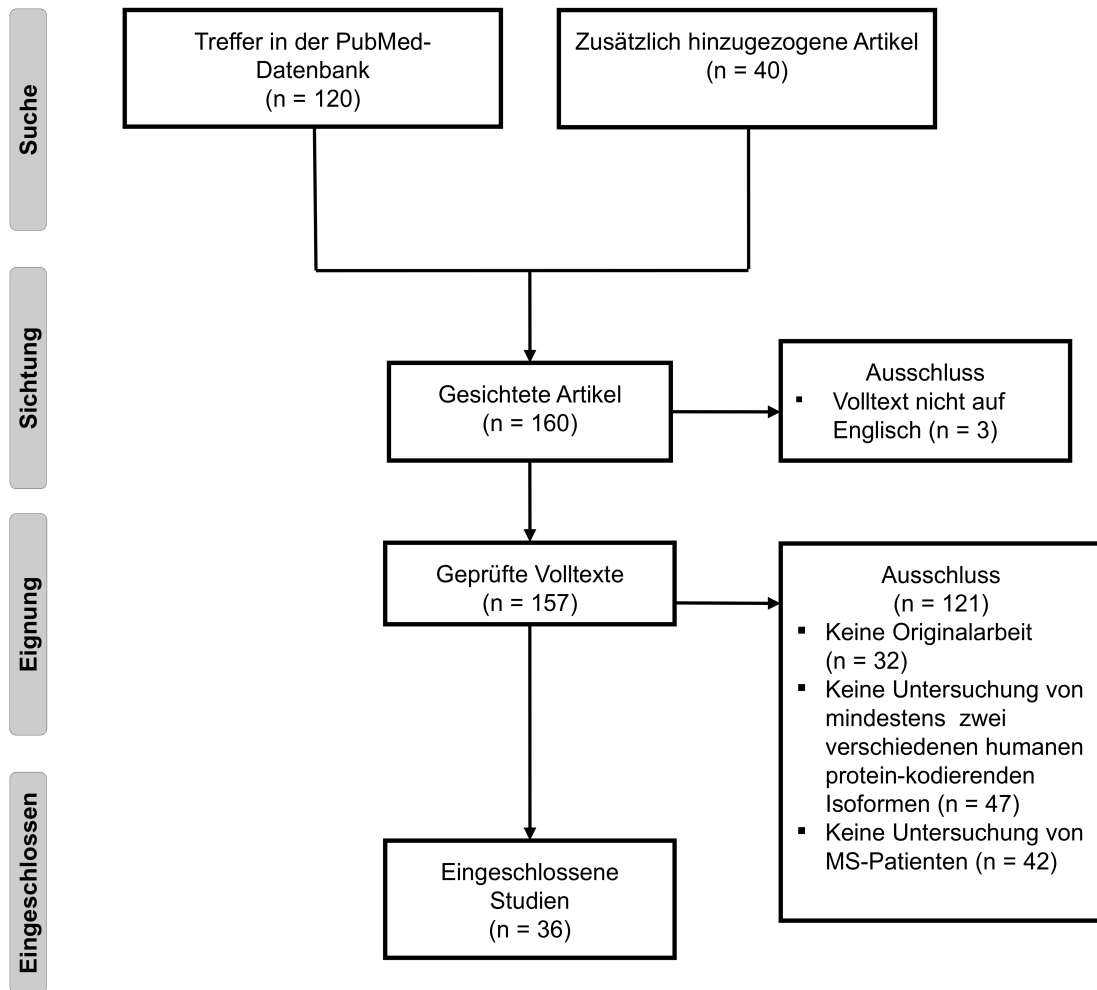 Suche
Treffer in der PubMed-
Datenbank
(n = 120)
Zusätzlich hinzugezogene Artikel
(n = 40)
Sichtung
Gesichtete Artikel
(n = 160)
Ausschluss
▪ Volltext nicht auf
Englisch (n = 3)
Eignung
Geprüfte Volltexte
(n = 157)
Ausschluss
(n = 121)
▪ Keine Originalarbeit
(n = 32)
▪ Keine Untersuchung von
mindestens zwei
verschiedenen humanen
protein-kodierenden
Isoformen (n = 47)
▪ Keine Untersuchung von
MS-Patienten (n = 42)
Eingeschlossen
Eingeschlossene
Studien
(n = 36)